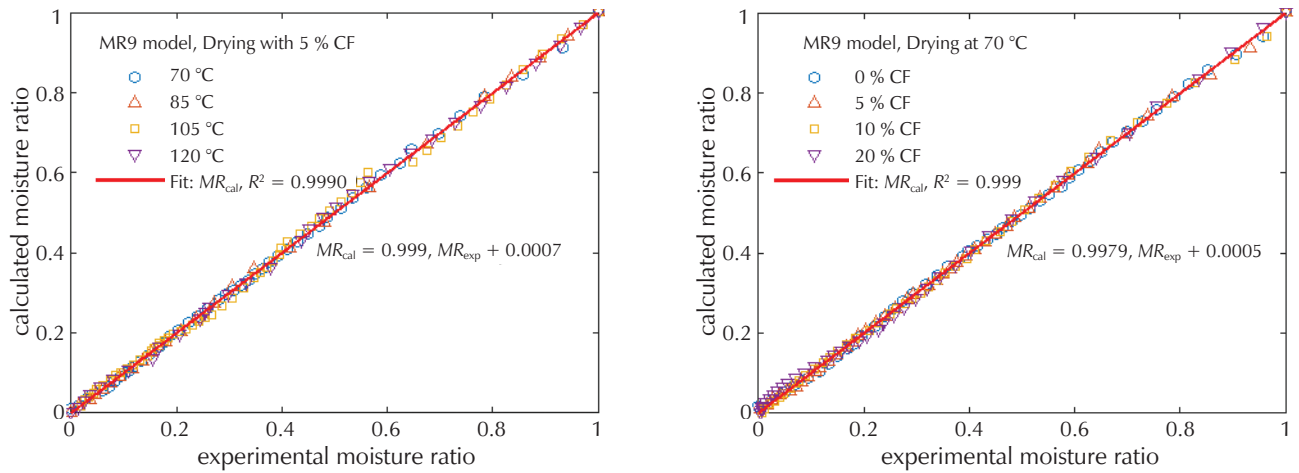 MR9 model, Drying with 5 % CF
70 °C
85 °C
105 °C
120 °C
Fit: MRcal, R² = 0.9990
MRcal = 0.999, MRexp + 0.0007
calculated moisture ratio
1
0.8
0.6
0.4
0.2
0
0
0.2
0.4
0.6
0.8
1
experimental moisture ratio
MR9 model, Drying at 70 °C
0 % CF
5 % CF
10 % CF
20 % CF
Fit: MRcal, R² = 0.999
MRcal = 0.9979, MRexp + 0.0005
calculated moisture ratio
1
0.8
0.6
0.4
0.2
0
0
0.2
0.4
0.6
0.8
1
experimental moisture ratio